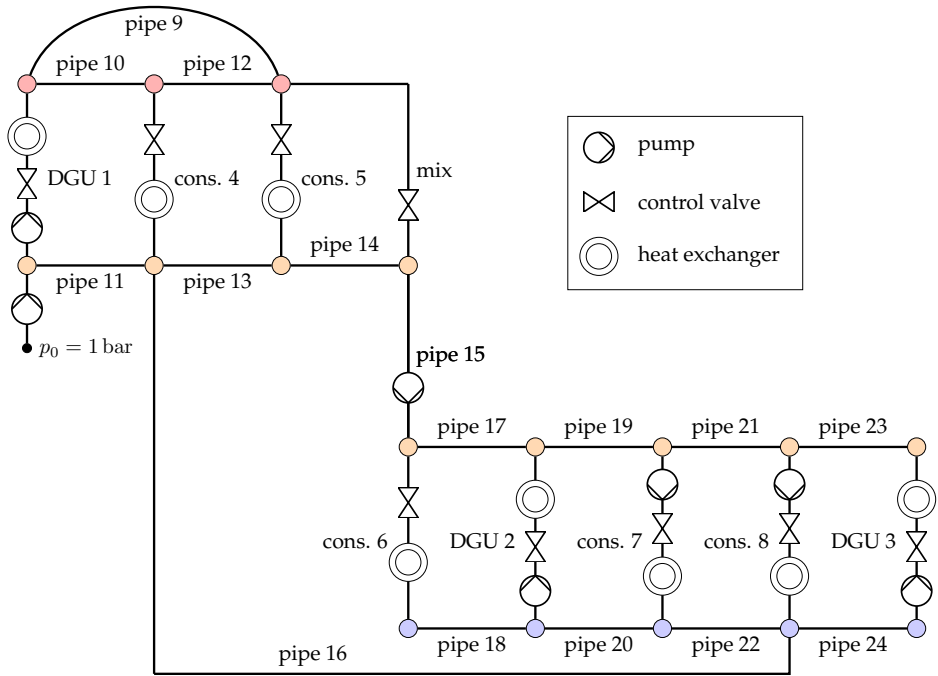 pipe 9
pipe 10
pipe 12
DGU 1
cons. 4
cons. 5
mix
pump
control valve
heat exchanger
pipe 11
pipe 13
pipe 14
p₀ = 1 bar
pipe 15
pipe 17
pipe 19
pipe 21
pipe 23
cons. 6
DGU 2
cons. 7
cons. 8
DGU 3
pipe 18
pipe 20
pipe 22
pipe 24
pipe 16